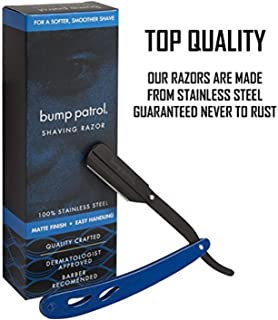 FOR A SOFTER, SMOOTHER SHAVE
bump patrol.
SHAVING RAZOR
100% STAINLESS STEEL
MATTE FINISH • EASY HANDLING
QUALITY CRAFTED
DERMATOLOGIST
APPROVED
BARBER
RECOMENDED
TOP QUALITY
OUR RAZORS ARE MADE
FROM STAINLESS STEEL
GUARANTEED NEVER TO RUST